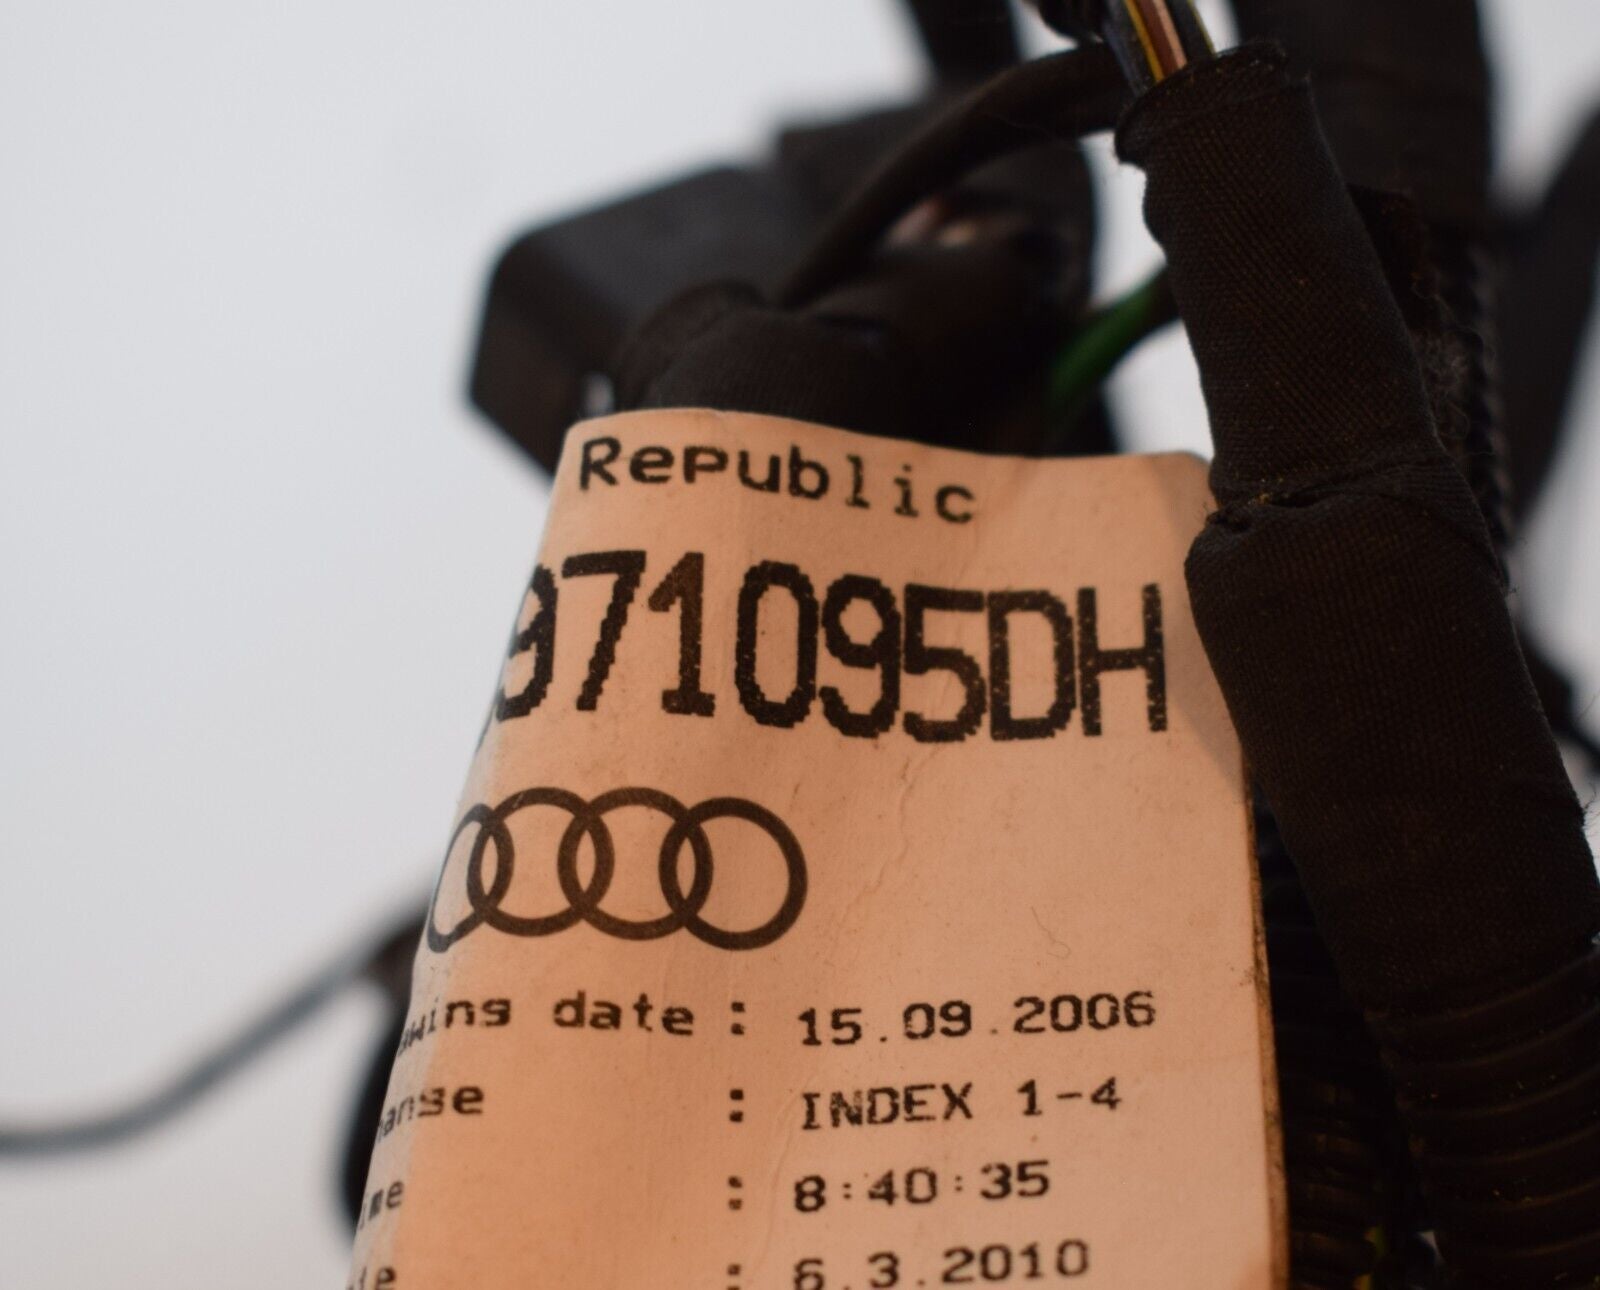 Republic
971095DH
date : 15.09.2006
: INDEX 1-4
: 8:40:35
: 6.3.2010